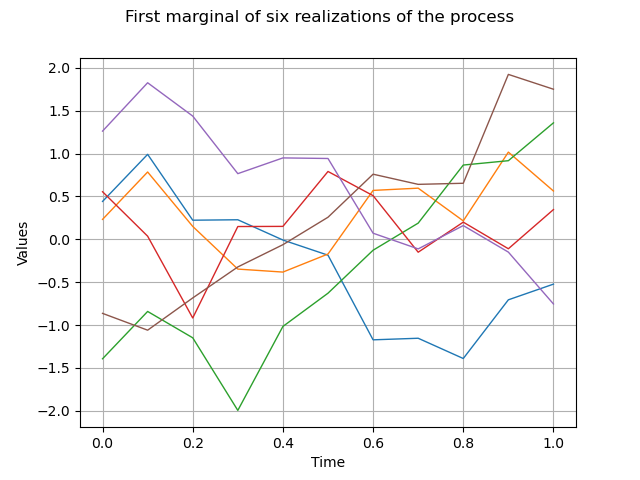 First marginal of six realizations of the process
2.0
1.5
1.0
0.5
0.0
−0.5
−1.0
−1.5
−2.0
Values
0.0 0.2 0.4 0.6 0.8 1.0
Time